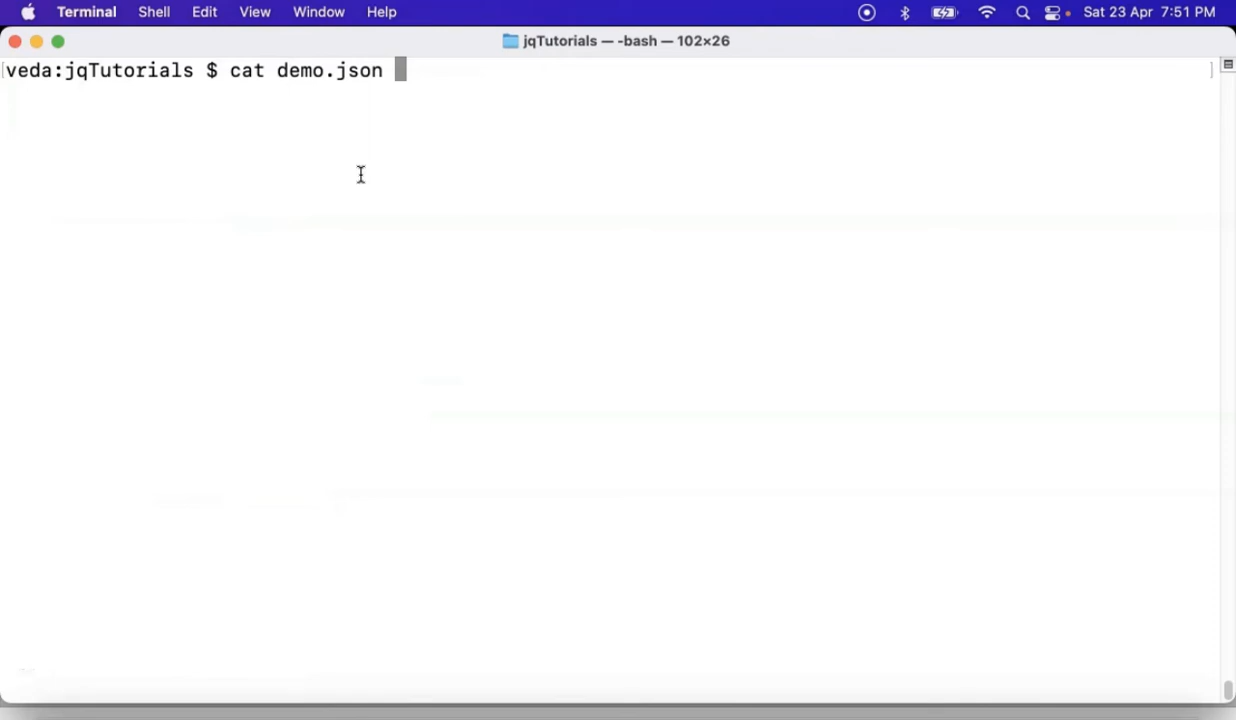 Terminal Shell Edit View Window Help Sat 23 Apr 7:51 PM
jqTutorials — -bash — 102×26
[veda:jqTutorials $ cat demo.json ]